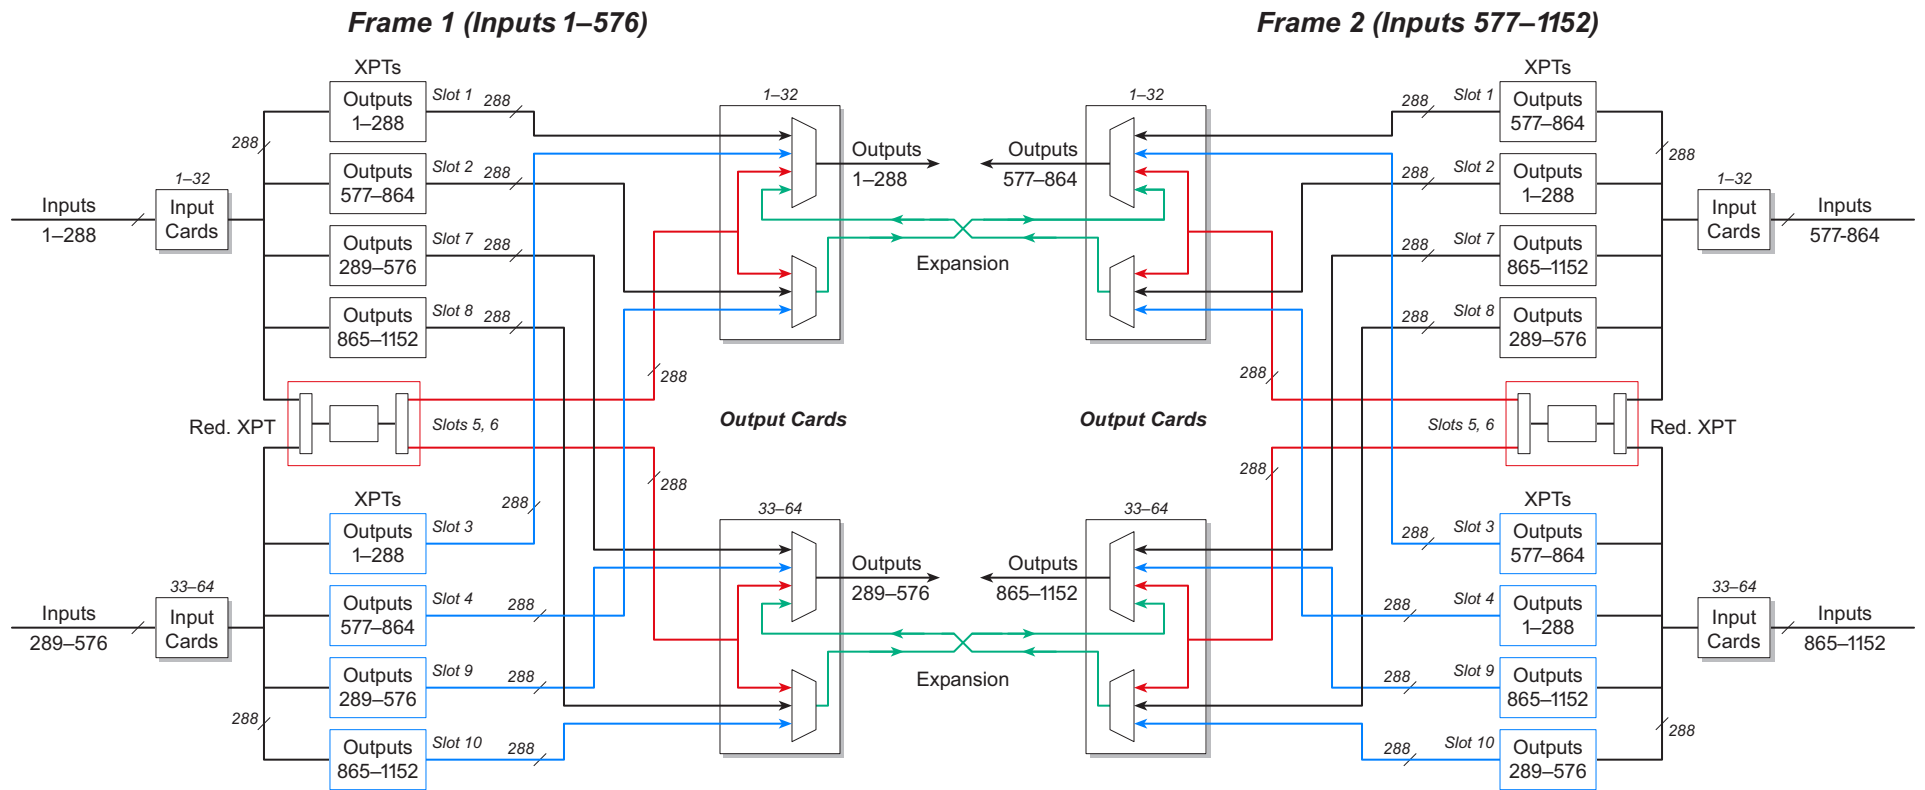 Frame 1 (Inputs 1–576)
Frame 2 (Inputs 577–1152)
XPTs
Outputs
1–288
Slot 1
288
Outputs
577–864
Slot 2
288
Outputs
289–576
Slot 7
288
Outputs
865–1152
Slot 8
288
288
Inputs
1–288
1–32
Input
Cards
Red. XPT
Slots 5, 6
288
288
XPTs
Outputs
1–288
Slot 3
288
Outputs
577–864
Slot 4
288
Outputs
289–576
Slot 9
288
Outputs
865–1152
Slot 10
288
288
Inputs
289–576
33–64
Input
Cards
1–32
Outputs
1–288
Expansion
Output Cards
33–64
Outputs
289–576
Expansion
1–32
Outputs
577–864
Output Cards
33–64
Outputs
865–1152
XPTs
288
Slot 1
Outputs
577–864
288
Slot 2
Outputs
1–288
288
Slot 7
Outputs
865–1152
288
Slot 8
Outputs
289–576
288
1–32
Input
Cards
Inputs
577-864
288
288
Slots 5, 6
Red. XPT
XPTs
288
Slot 3
Outputs
577–864
288
Slot 4
Outputs
1–288
288
Slot 9
Outputs
865–1152
288
Slot 10
Outputs
289–576
288
33–64
Input
Cards
Inputs
865–1152